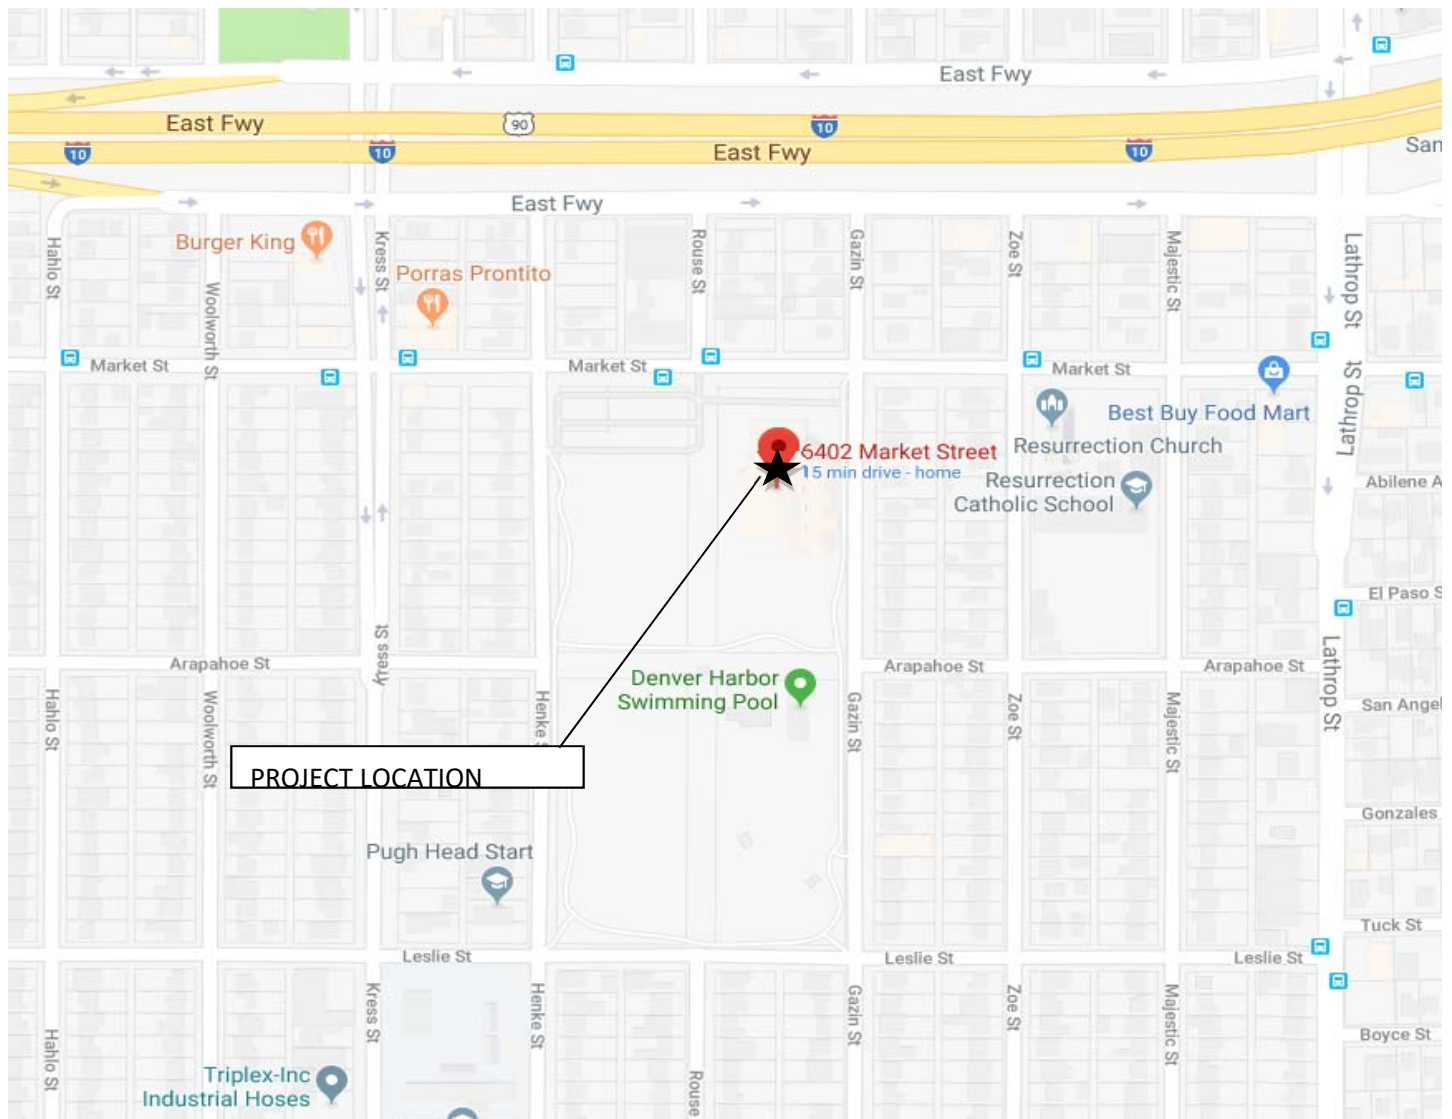 East Fwy
East Fwy
90
10
10
10
East Fwy
10
San
East Fwy
Burger King
Porras Prontito
Hahlo St
Woolworth St
Kress St
Rouse St
Gazin St
Zoe St
Majestic St
Lathrop St
Market St
Market St
Market St
Lathrop St
Best Buy Food Mart
Resurrection Church
6402 Market Street
15 min drive - home
Resurrection
Catholic School
Abilene A
El Paso S
Kress St
Arapahoe St
Arapahoe St
Arapahoe St
Lathrop St
Denver Harbor
Swimming Pool
Hahlo St
Woolworth St
Henke S
Gazin St
Zoe St
Majestic St
San Angel
PROJECT LOCATION
Gonzales
Pugh Head Start
Tuck St
Leslie St
Leslie St
Leslie St
Hahlo St
Kress St
Henke St
Rouse
Gazin St
Zoe St
Majestic St
Boyce St
Triplex-Inc
Industrial Hoses